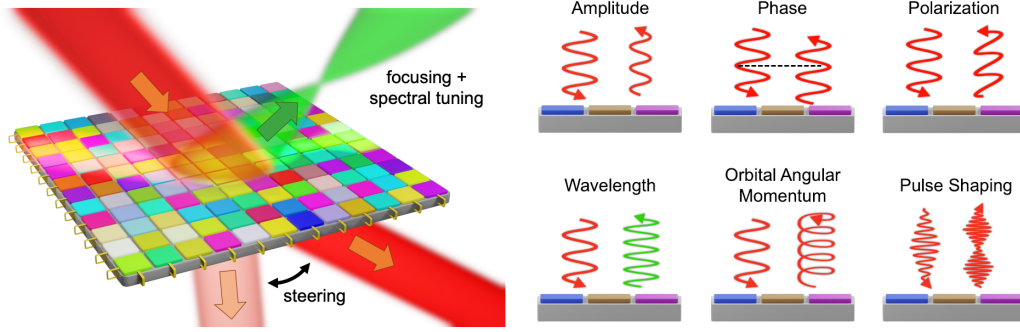 focusing +
spectral tuning
steering
Amplitude
Phase
Polarization
Wavelength
Orbital Angular
Momentum
Pulse Shaping